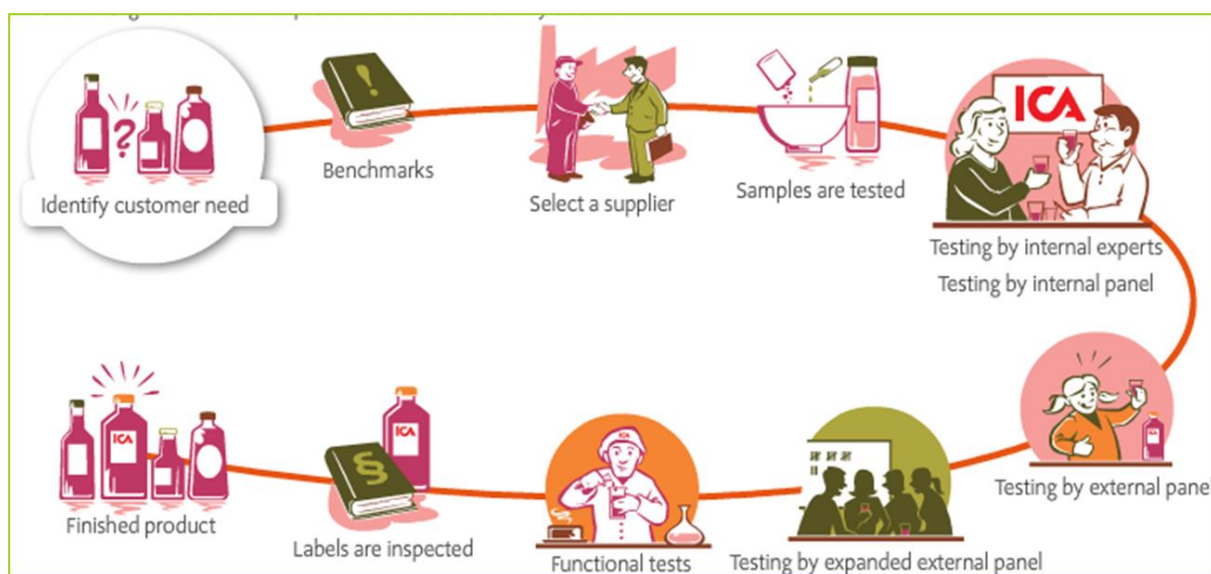 Identify customer need
Benchmarks
Select a supplier
Samples are tested
ICA
Testing by internal experts
Testing by internal panel
Testing by external panel
Testing by expanded external panel
ICA
Functional tests
ICA
§
Labels are inspected
ICA
Finished product